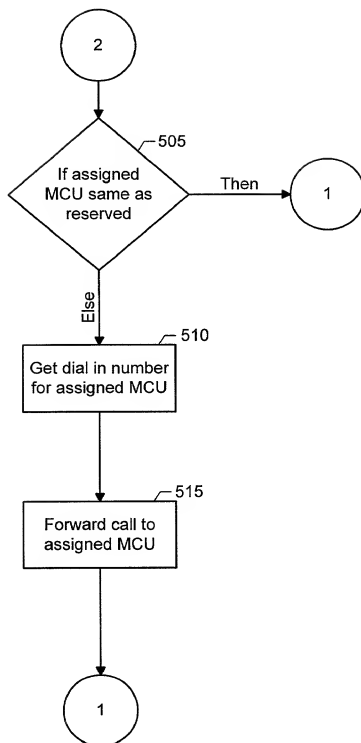 2
505
If assigned
MCU same as
reserved
Then
1
Else
510
Get dial in number
for assigned MCU
515
Forward call to
assigned MCU
1